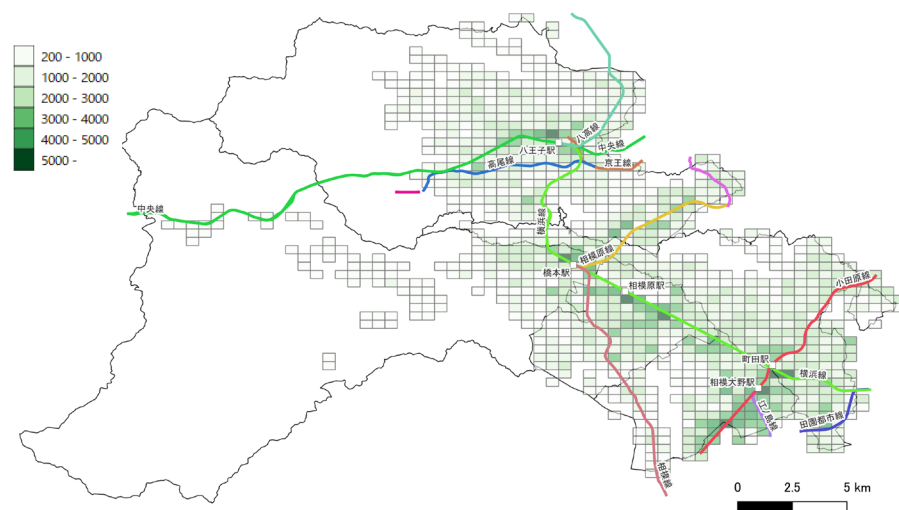 200 - 1000
1000 - 2000
2000 - 3000
3000 - 4000
4000 - 5000
5000 -
八高線
中央線
八王子駅
京王線
高尾線
中央線
横浜線
相模原線
橋本駅
相模原駅
小田原線
町田駅
横浜線
相模大野駅
江ノ島線
田園都市線
相模線
0 2.5 5 km